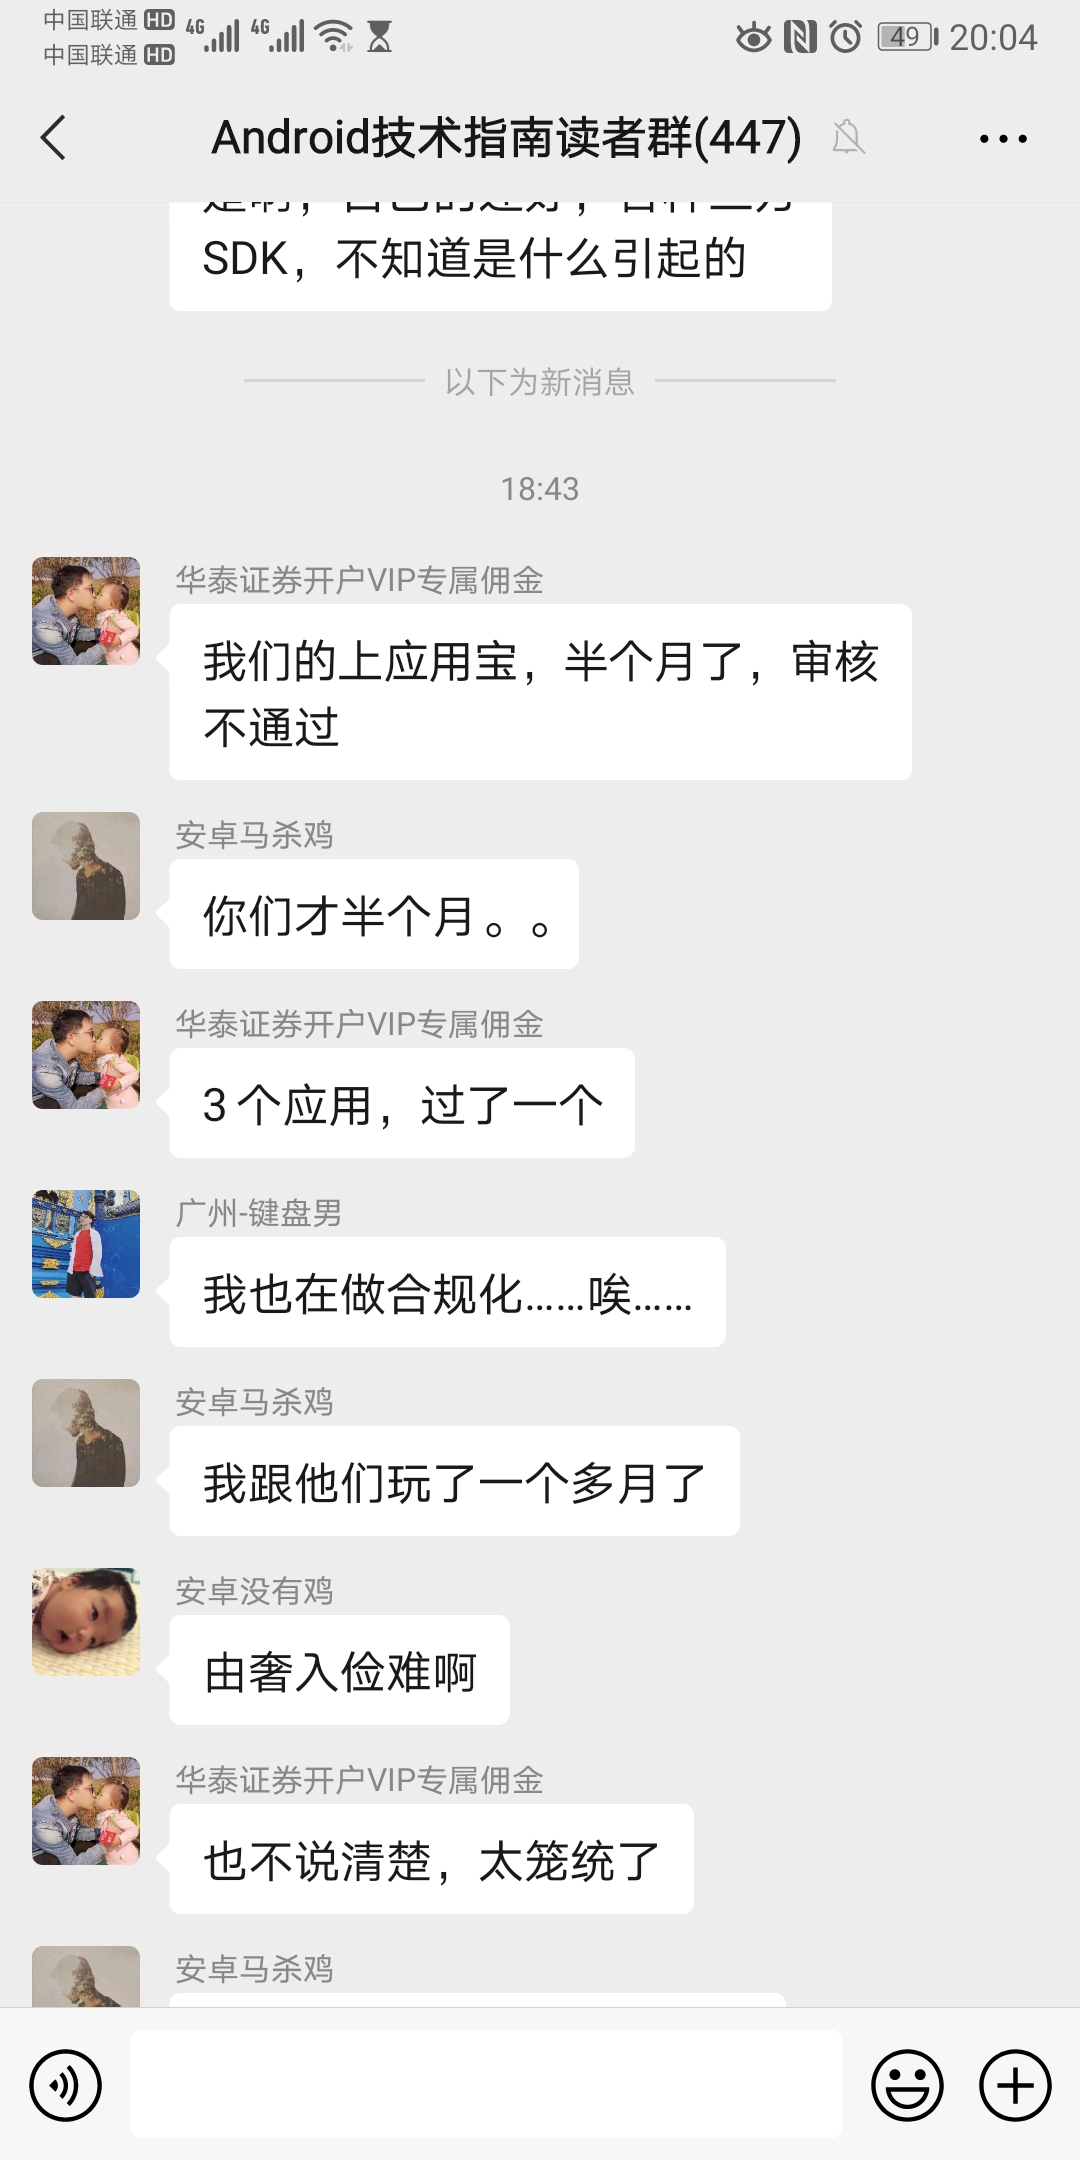 中国联通 HD 4G 4G 49 20:04
中国联通 HD
Android技术指南读者群(447)
SDK，不知道是什么引起的
以下为新消息
18:43
华泰证券开户VIP专属佣金
我们的上应用宝，半个月了，审核
不通过
安卓马杀鸡
你们才半个月。。
华泰证券开户VIP专属佣金
3个应用，过了一个
广州-键盘男
我也在做合规化……唉……
安卓马杀鸡
我跟他们玩了一个多月了
安卓没有鸡
由奢入俭难啊
华泰证券开户VIP专属佣金
也不说清楚，太笼统了
安卓马杀鸡